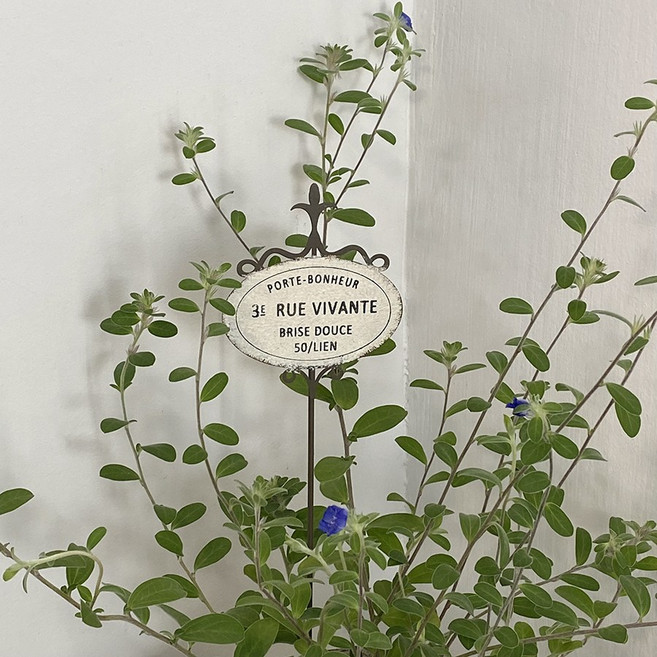 PORTE-BONHEUR
3E RUE VIVANTE
BRISE DOUCE
50/LIEN